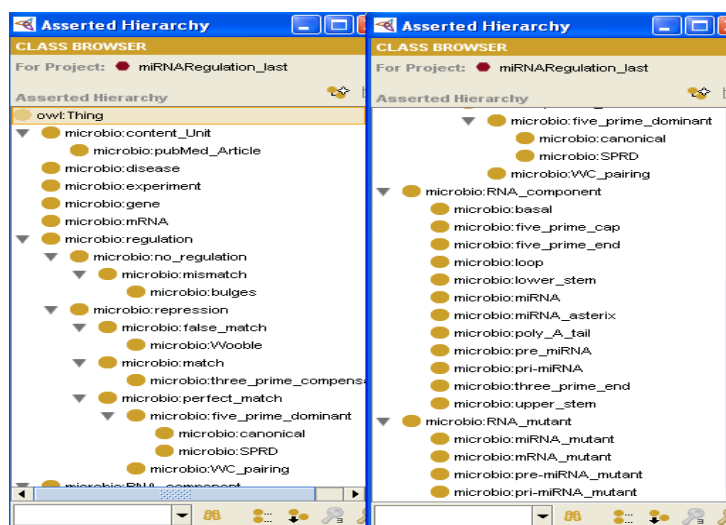 Asserted Hierarchy
CLASS BROWSER
For Project: miRNARegulation_last
Asserted Hierarchy
owl:Thing
microbio:content_Unit
microbio:pubMed_Article
microbio:disease
microbio:experiment
microbio:gene
microbio:mRNA
microbio:regulation
microbio:no_regulation
microbio:mismatch
microbio:bulges
microbio:repression
microbio:false_match
microbio:Wooble
microbio:match
microbio:three_prime_compensa
microbio:perfect_match
microbio:five_prime_dominant
microbio:canonical
microbio:SPRD
microbio:WC_pairing
microbio:RNA_component
Asserted Hierarchy
CLASS BROWSER
For Project: miRNARegulation_last
Asserted Hierarchy
microbio:five_prime_dominant
microbio:canonical
microbio:SPRD
microbio:WC_pairing
microbio:RNA_component
microbio:basal
microbio:five_prime_cap
microbio:five_prime_end
microbio:loop
microbio:lower_stem
microbio:miRNA
microbio:miRNA_asterix
microbio:poly_A_tail
microbio:pre_miRNA
microbio:pri-miRNA
microbio:three_prime_end
microbio:upper_stem
microbio:RNA_mutant
microbio:miRNA_mutant
microbio:mRNA_mutant
microbio:pre-miRNA_mutant
microbio:pri-miRNA_mutant